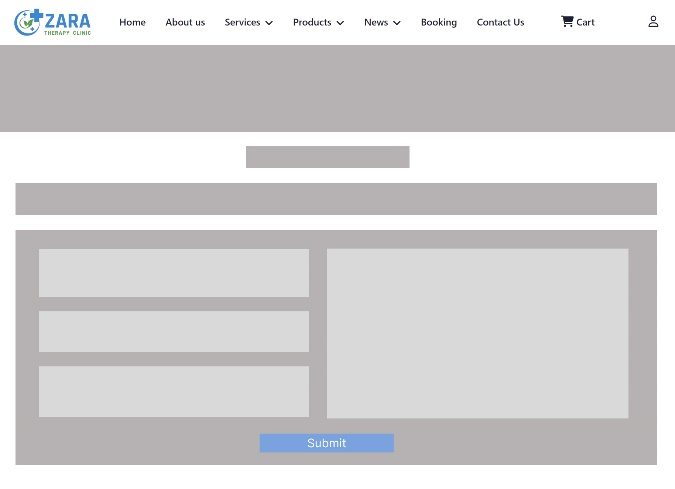 ZARA
THERAPY CLINIC
Home About us Services Products News Booking Contact Us Cart
Submit